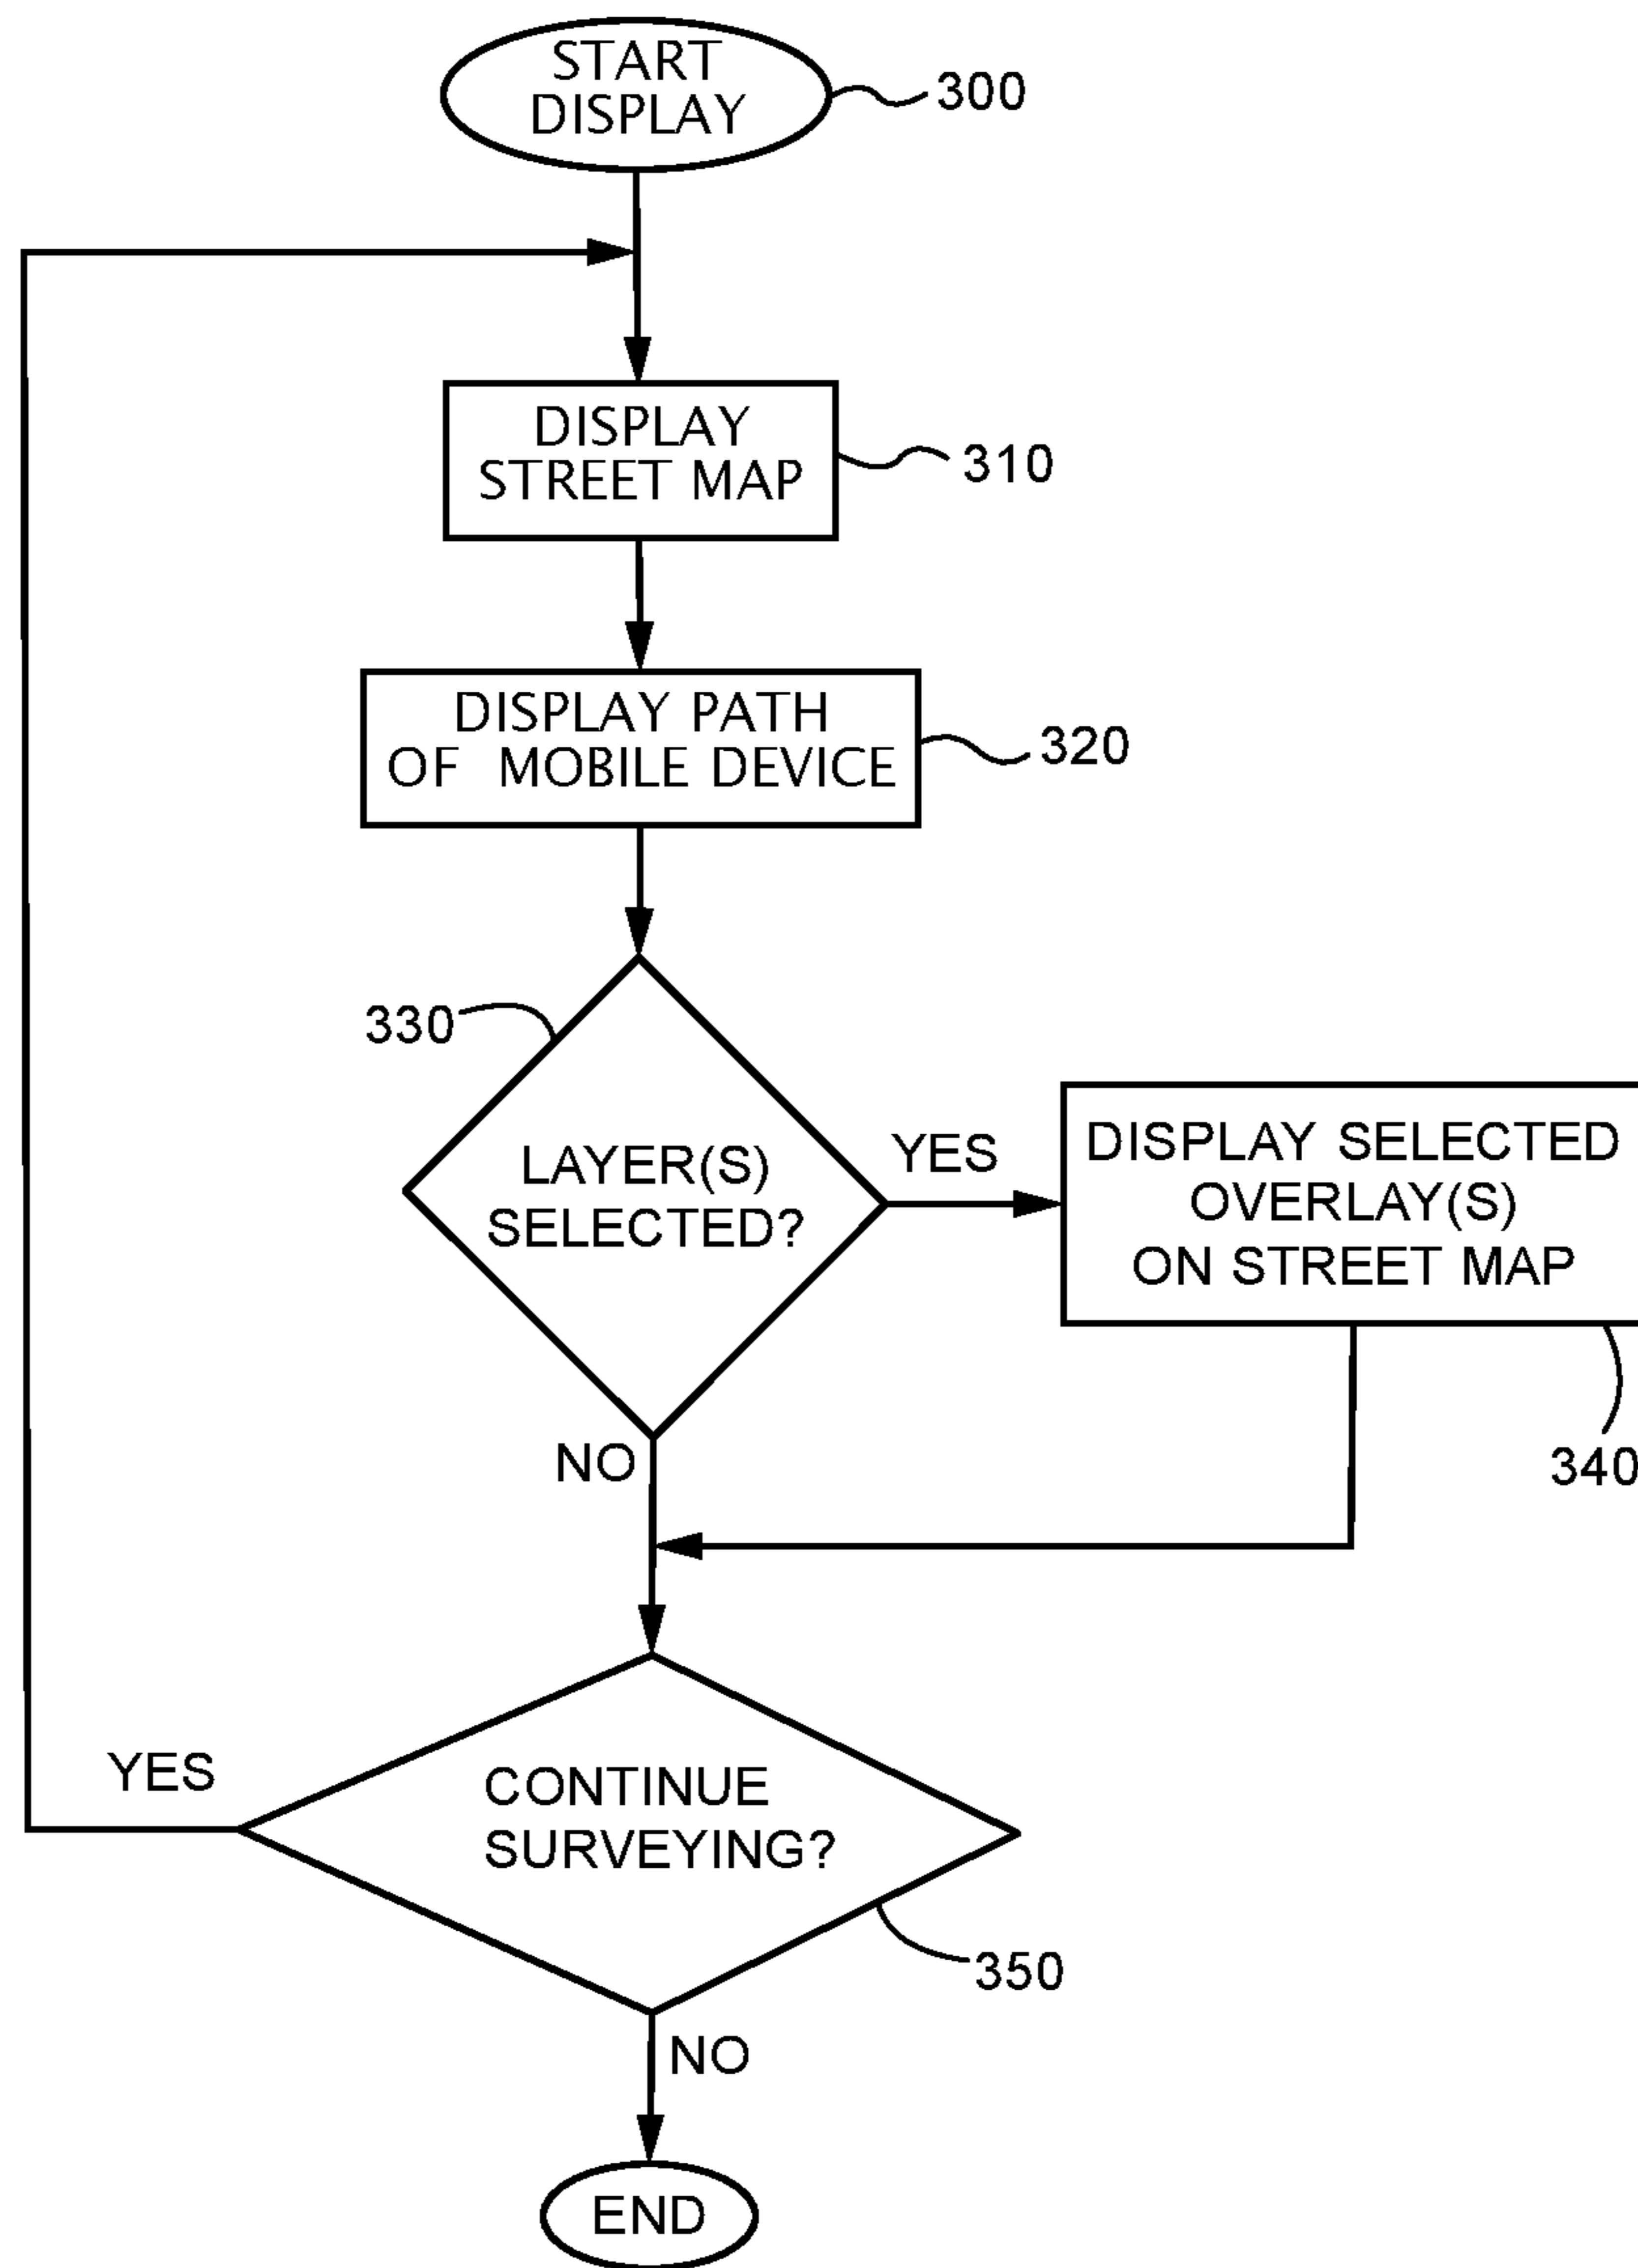 START
DISPLAY
300
DISPLAY
STREET MAP
310
DISPLAY PATH
OF MOBILE DEVICE
320
330
LAYER(S)
SELECTED?
YES
DISPLAY SELECTED
OVERLAY(S)
ON STREET MAP
340
NO
YES
CONTINUE
SURVEYING?
350
NO
END